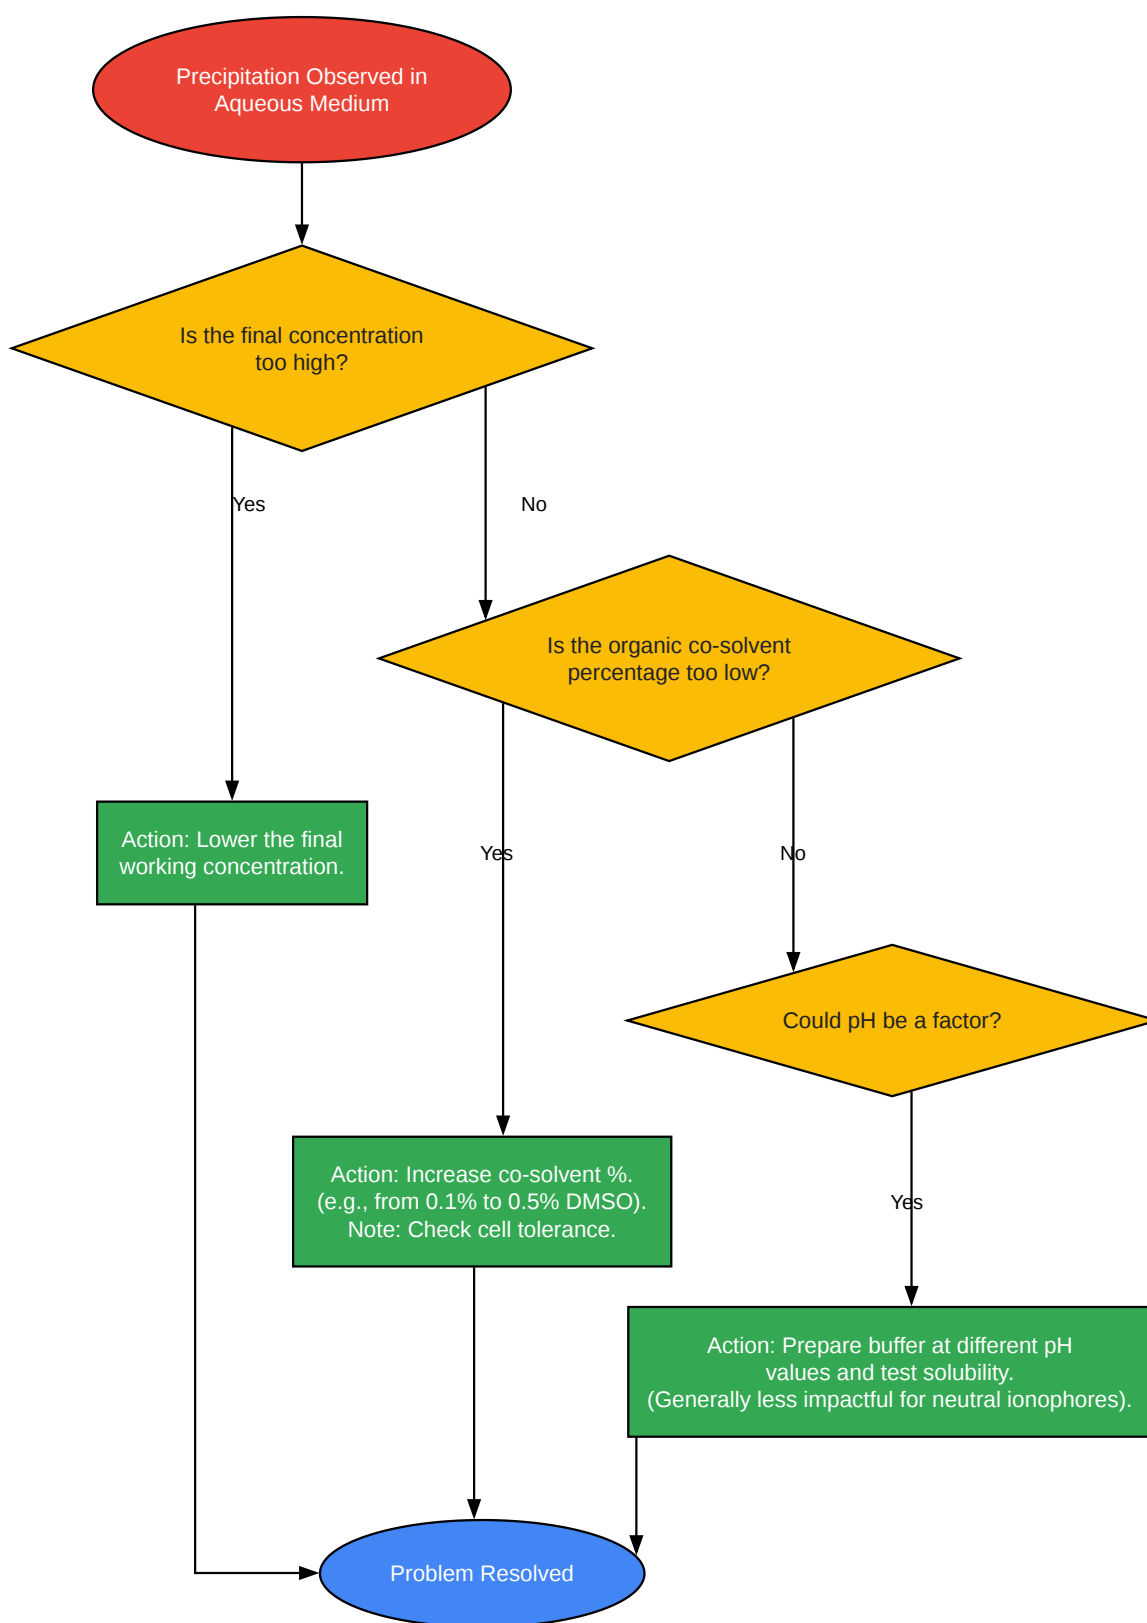 Precipitation Observed in
Aqueous Medium
Is the final concentration
too high?
Yes
No
Is the organic co-solvent
percentage too low?
Action: Lower the final
working concentration.
Yes
No
Could pH be a factor?
Action: Increase co-solvent %.
(e.g., from 0.1% to 0.5% DMSO).
Note: Check cell tolerance.
Yes
Action: Prepare buffer at different pH
values and test solubility.
(Generally less impactful for neutral ionophores).
Problem Resolved